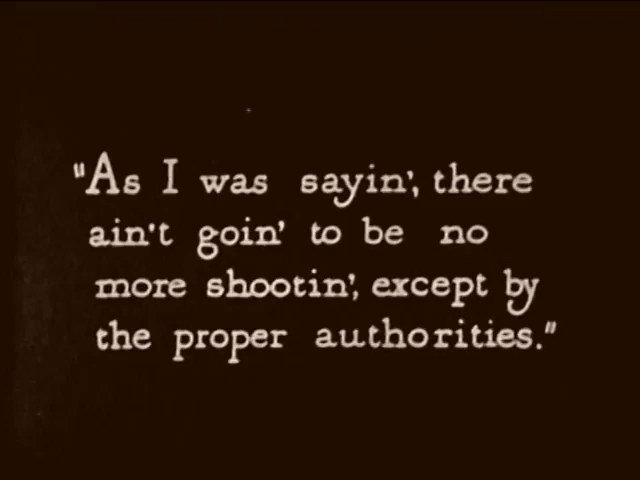 "As I was sayin', there
ain't goin' to be no
more shootin', except by
the proper authorities."